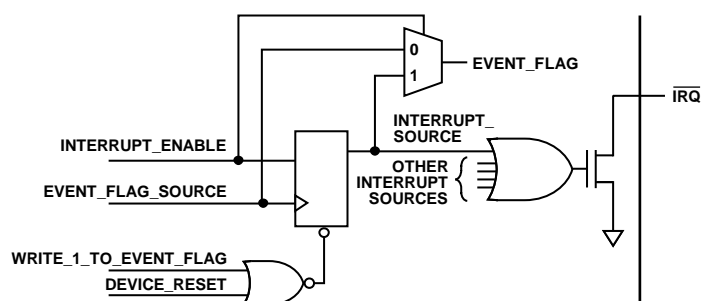 0
EVENT_FLAG
1
IRQ
INTERRUPT_
SOURCE
INTERRUPT_ENABLE
OTHER
INTERRUPT
SOURCES
EVENT_FLAG_SOURCE
WRITE_1_TO_EVENT_FLAG
DEVICE_RESET